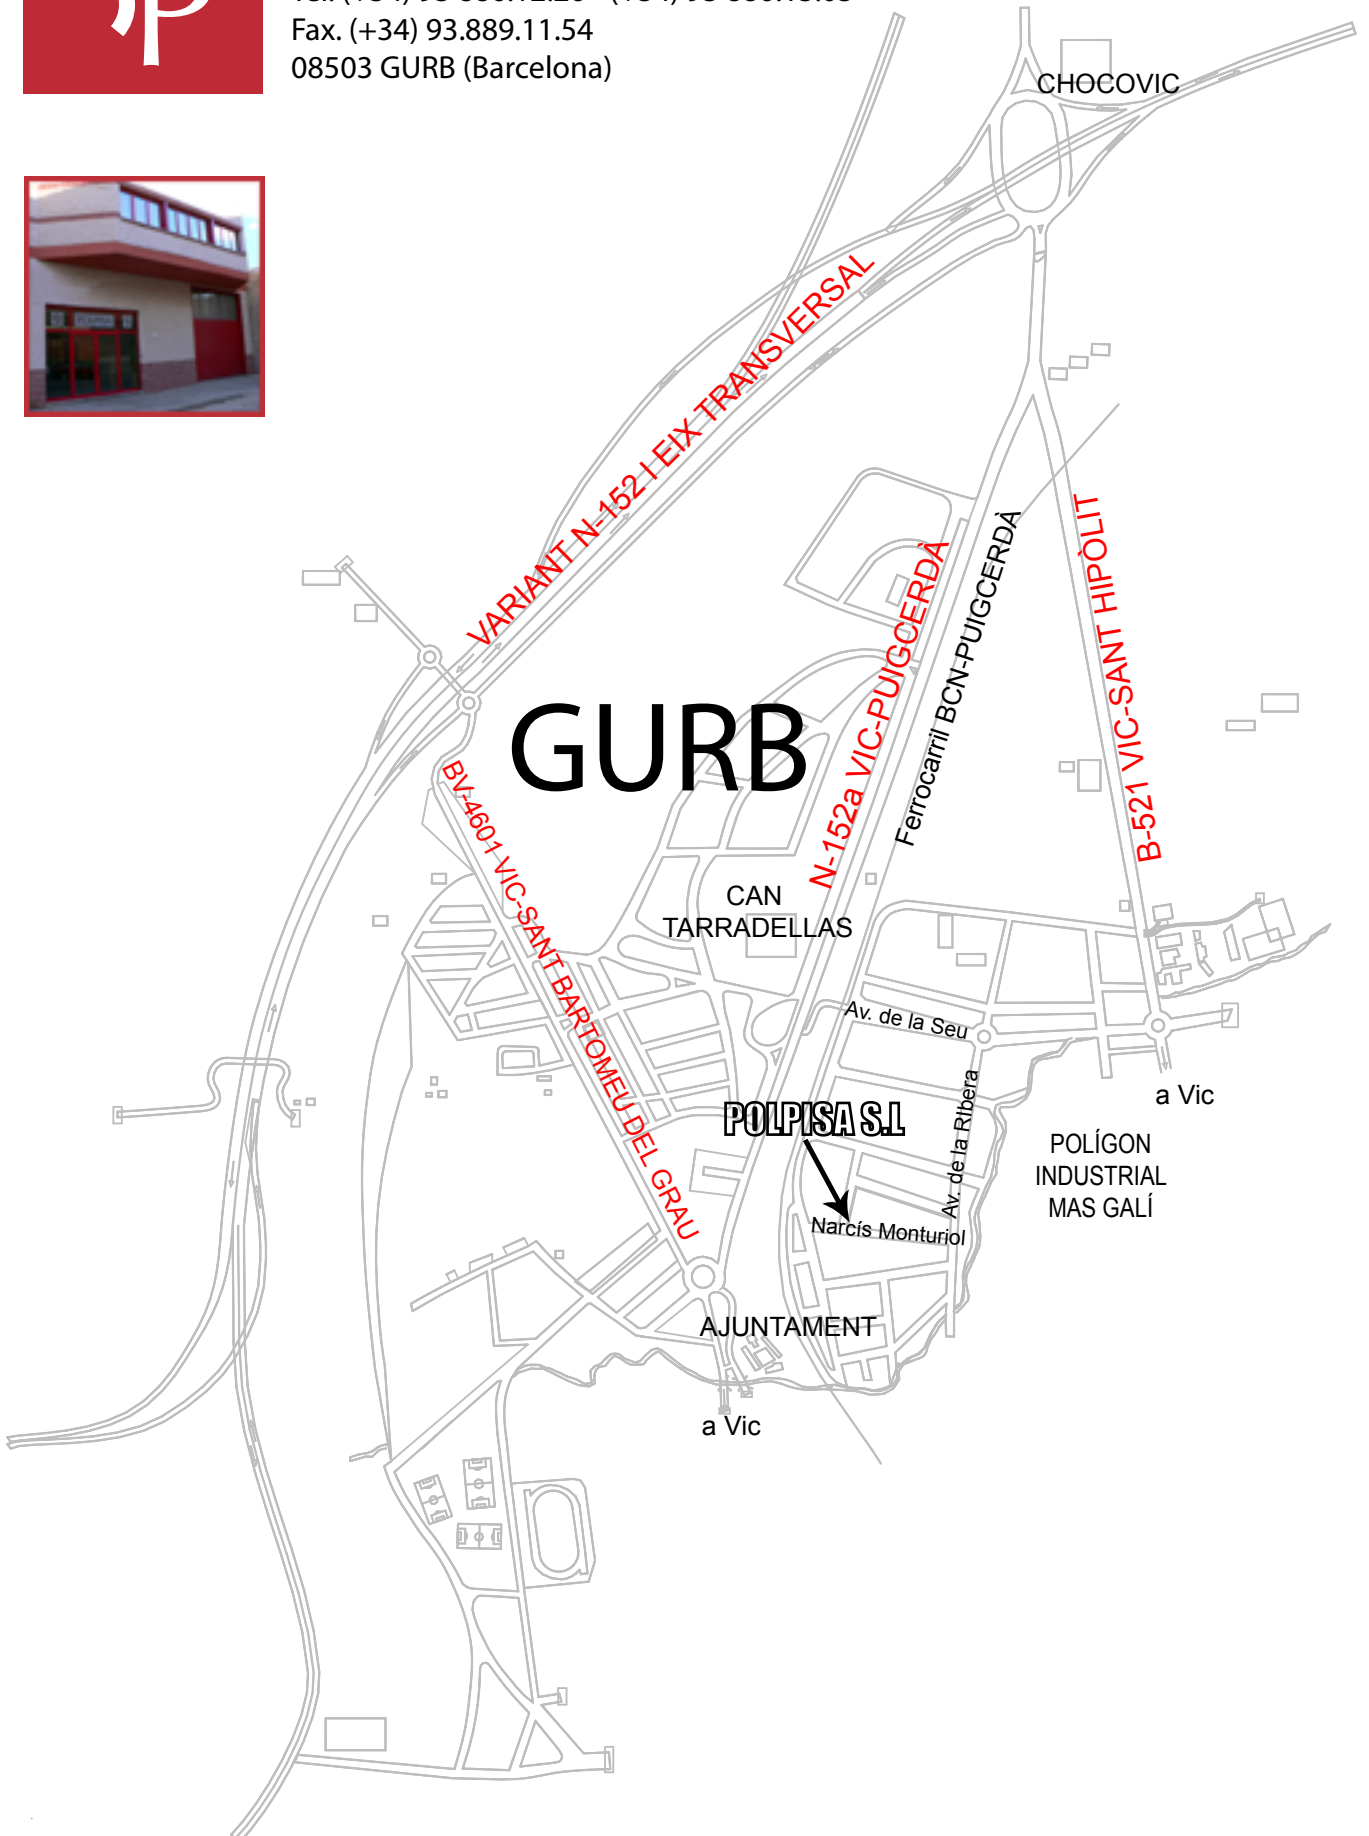 Fax. (+34) 93.889.11.54
08503 GURB (Barcelona)
CHOCOVIC
VARIANT N-152 I EIX TRANSVERSAL
N-152a VIC-PUIGCERDÀ
Ferrocarril BCN-PUIGCERDÀ
B-521 VIC-SANT HIPÒLIT
GURB
BV-4601 VIC-SANT BARTOMEU DEL GRAU
CAN
TARRADELLAS
Av. de la Seu
Av. de la RIbera
a Vic
POLPISA S.L
POLÍGON
INDUSTRIAL
MAS GALÍ
Narcís Monturiol
AJUNTAMENT
a Vic